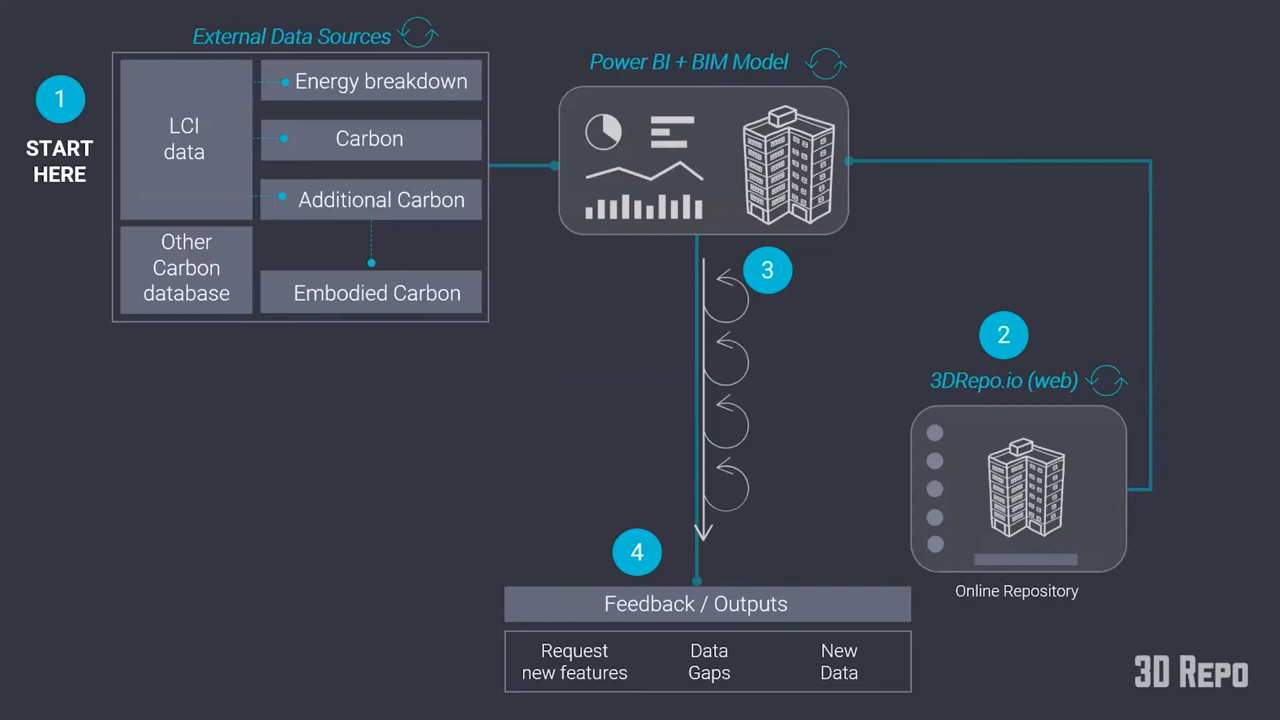 External Data Sources
1
START
HERE
LCI
data
Energy breakdown
Carbon
Additional Carbon
Other
Carbon
database
Embodied Carbon
Power BI + BIM Model
3
2
3DRepo.io (web)
Online Repository
4
Feedback / Outputs
Request
new features
Data
Gaps
New
Data
3D REPO